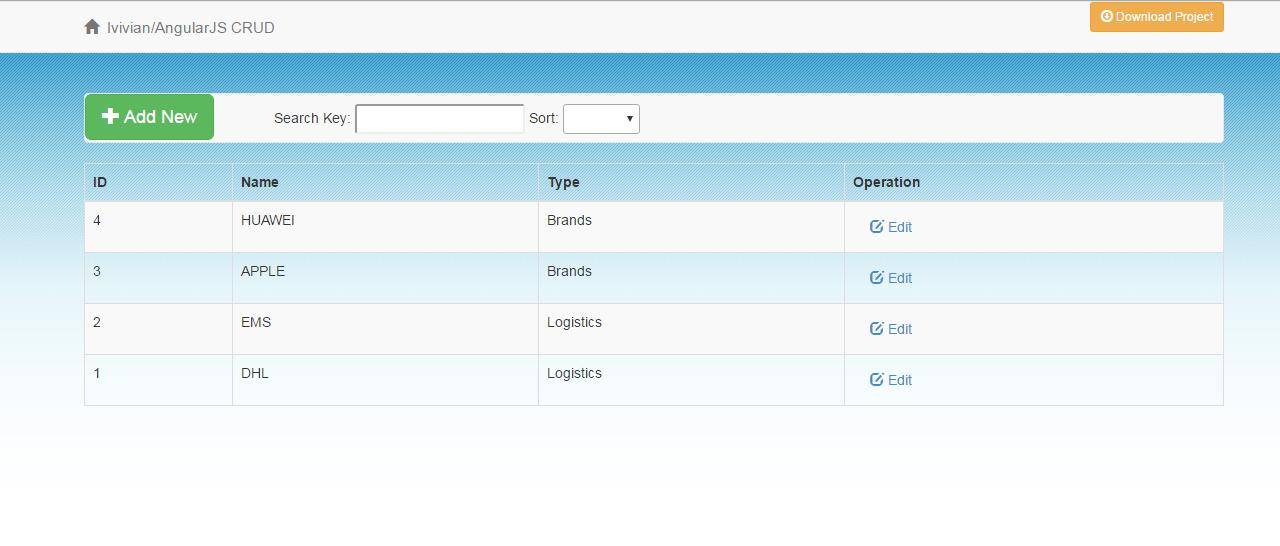 Ivivian/AngularJS CRUD
Download Project
Add New Search Key: Sort:
ID Name Type Operation
4 HUAWEI Brands Edit
3 APPLE Brands Edit
2 EMS Logistics Edit
1 DHL Logistics Edit